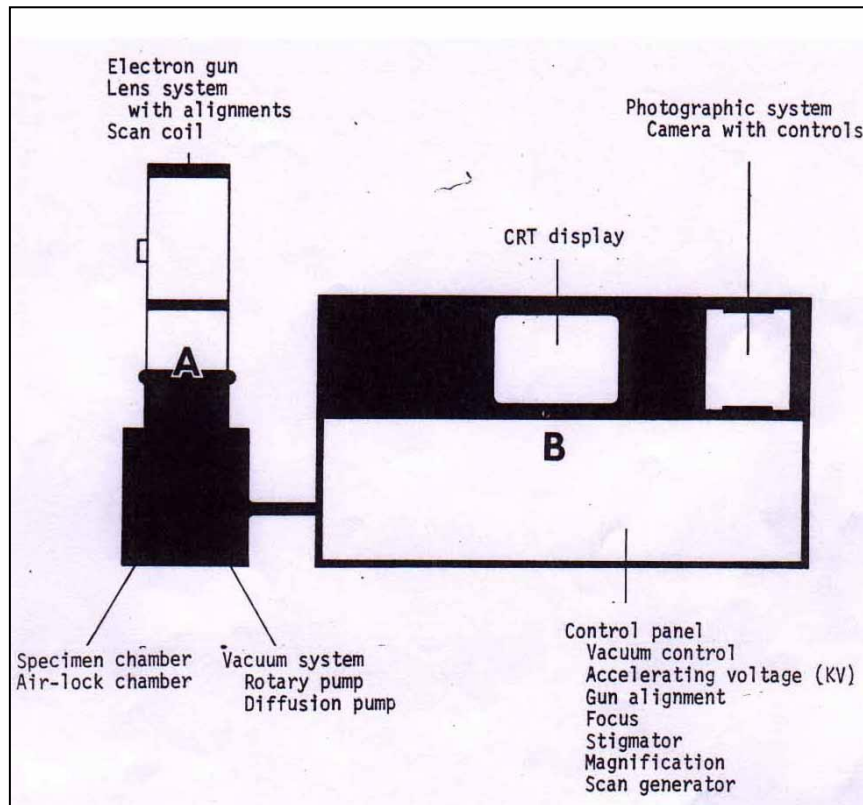 Electron gun
Lens system
with alignments
Scan coil
Photographic system
Camera with controls
CRT display
A
B
Specimen chamber
Air-lock chamber
Vacuum system
Rotary pump
Diffusion pump
Control panel
Vacuum control
Accelerating voltage (KV)
Gun alignment
Focus
Stigmator
Magnification
Scan generator